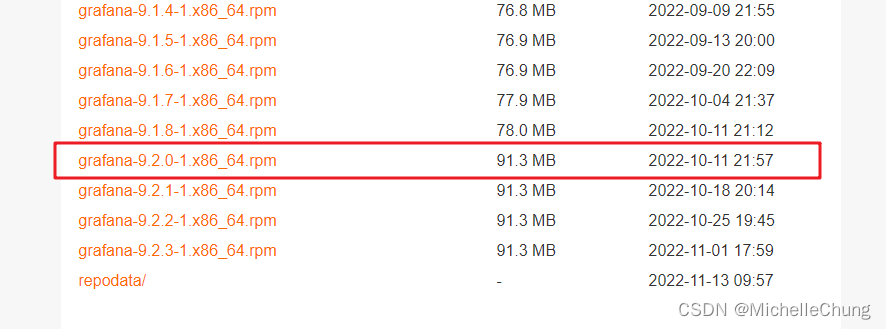 grafana-9.1.4-1.x86_64.rpm 76.8 MB 2022-09-09 21:55
grafana-9.1.5-1.x86_64.rpm 76.9 MB 2022-09-13 20:00
grafana-9.1.6-1.x86_64.rpm 76.9 MB 2022-09-20 22:09
grafana-9.1.7-1.x86_64.rpm 77.9 MB 2022-10-04 21:37
grafana-9.1.8-1.x86_64.rpm 78.0 MB 2022-10-11 21:12
grafana-9.2.0-1.x86_64.rpm 91.3 MB 2022-10-11 21:57
grafana-9.2.1-1.x86_64.rpm 91.3 MB 2022-10-18 20:14
grafana-9.2.2-1.x86_64.rpm 91.3 MB 2022-10-25 19:45
grafana-9.2.3-1.x86_64.rpm 91.3 MB 2022-11-01 17:59
repodata/ - 2022-11-13 09:57
CSDN @MichelleChung